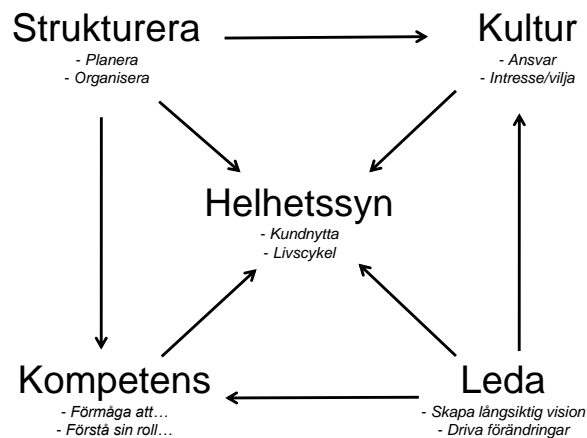 Strukturera
- Planera
- Organisera
Kultur
- Ansvar
- Intresse/vilja
Helhetssyn
- Kundnytta
- Livscykel
Kompetens
- Förmåga att…
- Förstå sin roll…
Leda
- Skapa långsiktig vision
- Driva förändringar